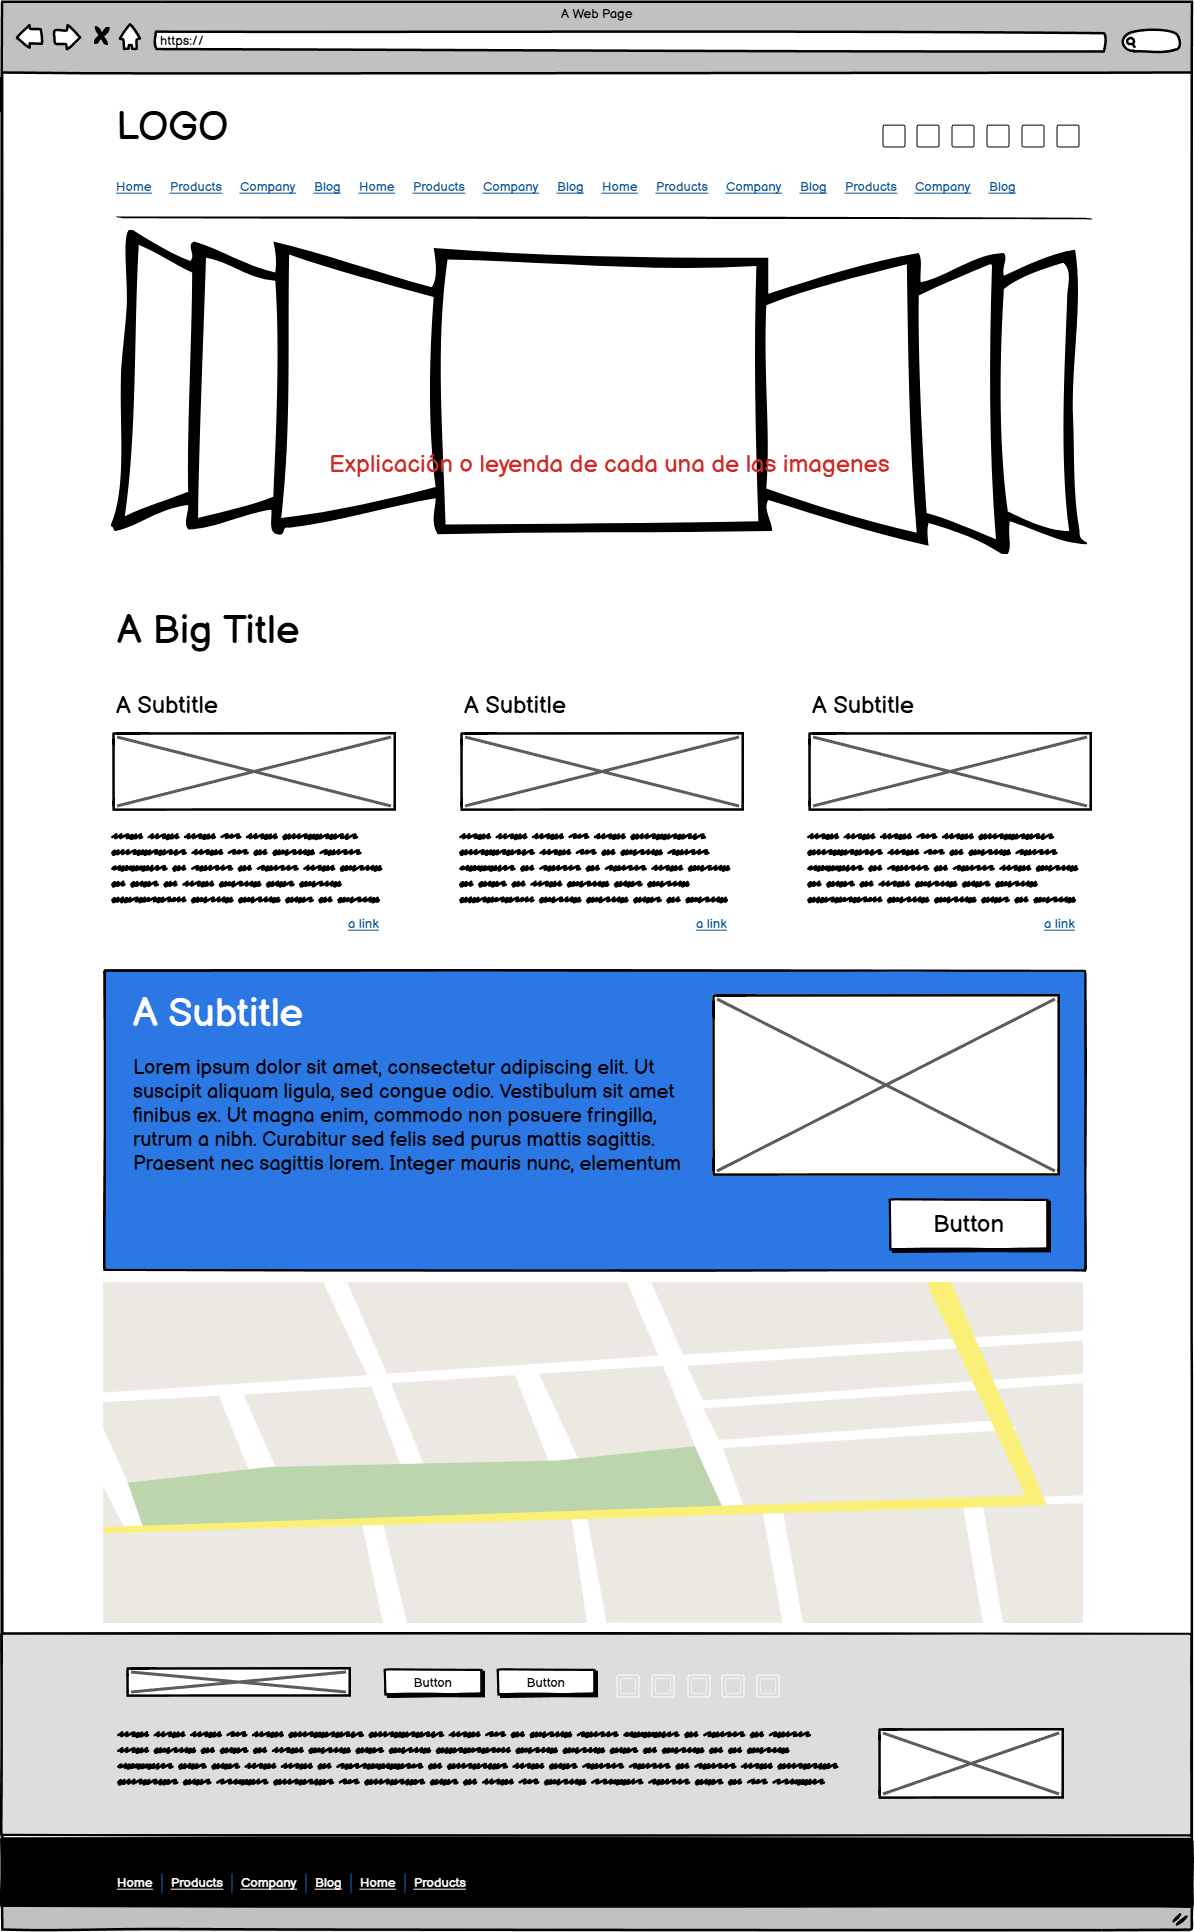 A Web Page
https://
LOGO
Home Products Company Blog Home Products Company Blog Home Products Company Blog Products Company Blog
Explicación o leyenda de cada una de las imagenes
A Big Title
A Subtitle A Subtitle A Subtitle
a link a link a link
A Subtitle
Lorem ipsum dolor sit amet, consectetur adipiscing elit. Ut
suscipit aliquam ligula, sed congue odio. Vestibulum sit amet
finibus ex. Ut magna enim, commodo non posuere fringilla,
rutrum a nibh. Curabitur sed felis sed purus mattis sagittis.
Praesent nec sagittis lorem. Integer mauris nunc, elementum
Button
Button Button
Home Products Company Blog Home Products